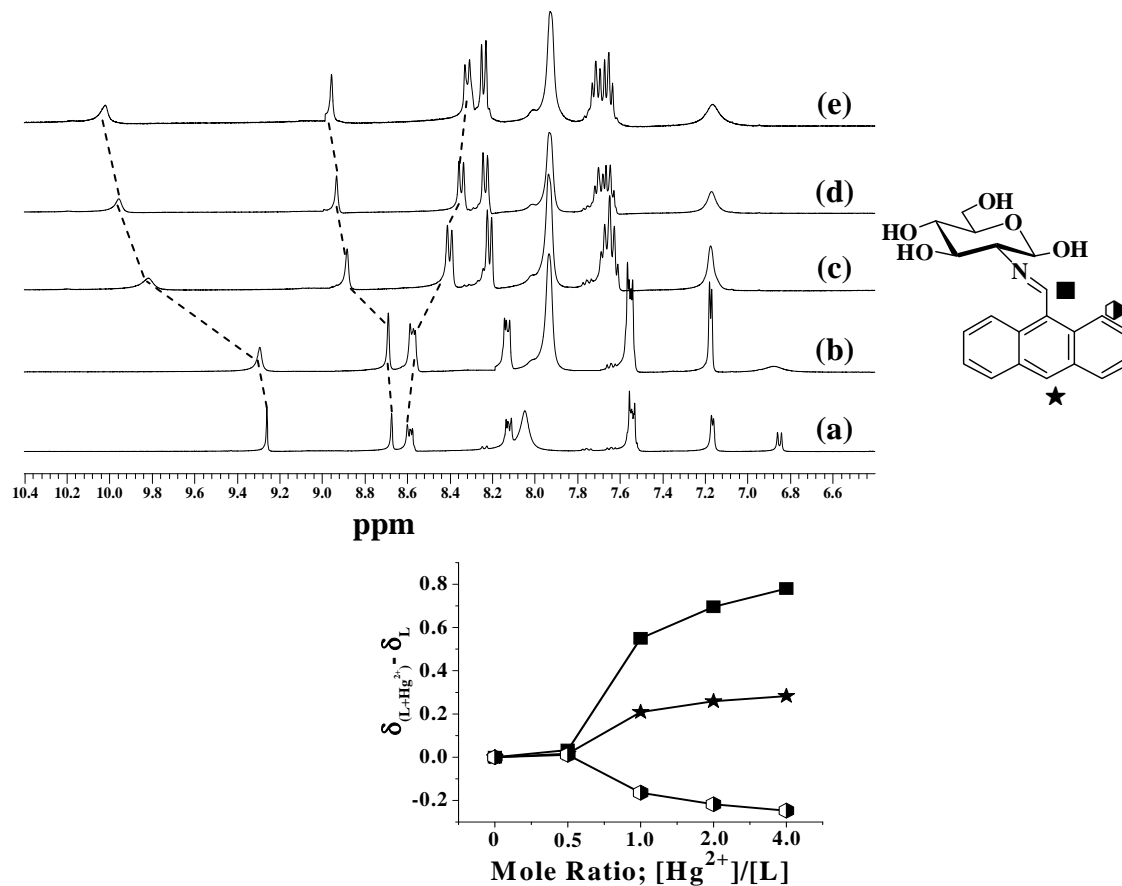 (e)
(d)
(c)
(b)
(a)
10.4 10.2 10.0 9.8 9.6 9.4 9.2 9.0 8.8 8.6 8.4 8.2 8.0 7.8 7.6 7.4 7.2 7.0 6.8 6.6
ppm
OH
HO
O
HO
OH
N
0.8
0.6
0.4
0.2
0.0
-0.2
δ(L+Hg²⁺) - δL
0 0.5 1.0 2.0 4.0
Mole Ratio; [Hg²⁺]/[L]